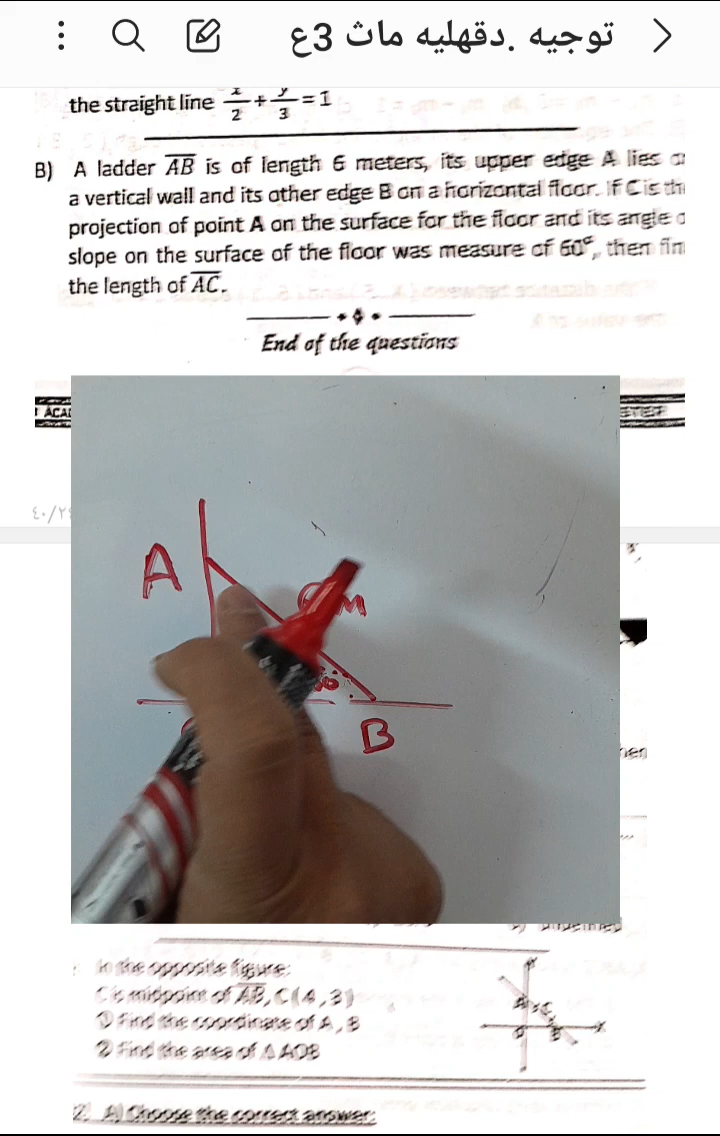 توجيه .دقهليه ماث 3ع
the straight line x/2 + y/3 = 1
B) A ladder AB is of length 6 meters, its upper edge A lies
a vertical wall and its other edge B on a horizontal floor. If C is
projection of point A on the surface for the floor and its angle
slope on the surface of the floor was measure of 60°, then
the length of AC.
End of the questions
A
M
60
B
In the opposite figure:
C is midpoint of AB, C(4,3)
① Find the coordinate of A, B
② Find the area of Δ AOB
2. A) Choose the correct answer: